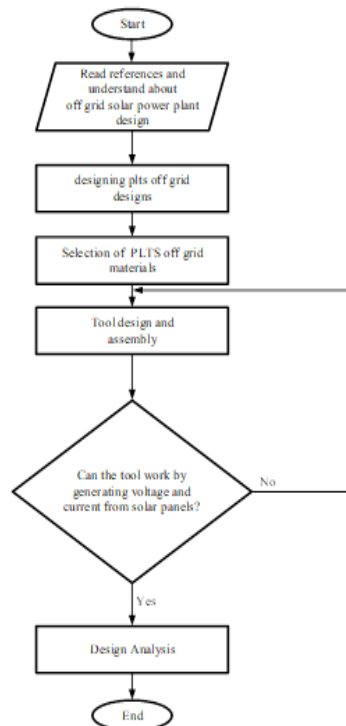 Start
Read references and
understand about
off grid solar power plant
design
designing plts off grid
designs
Selection of PLTS off grid
materials
Tool design and
assembly
Can the tool work by
generating voltage and
current from solar panels?
No
Yes
Design Analysis
End